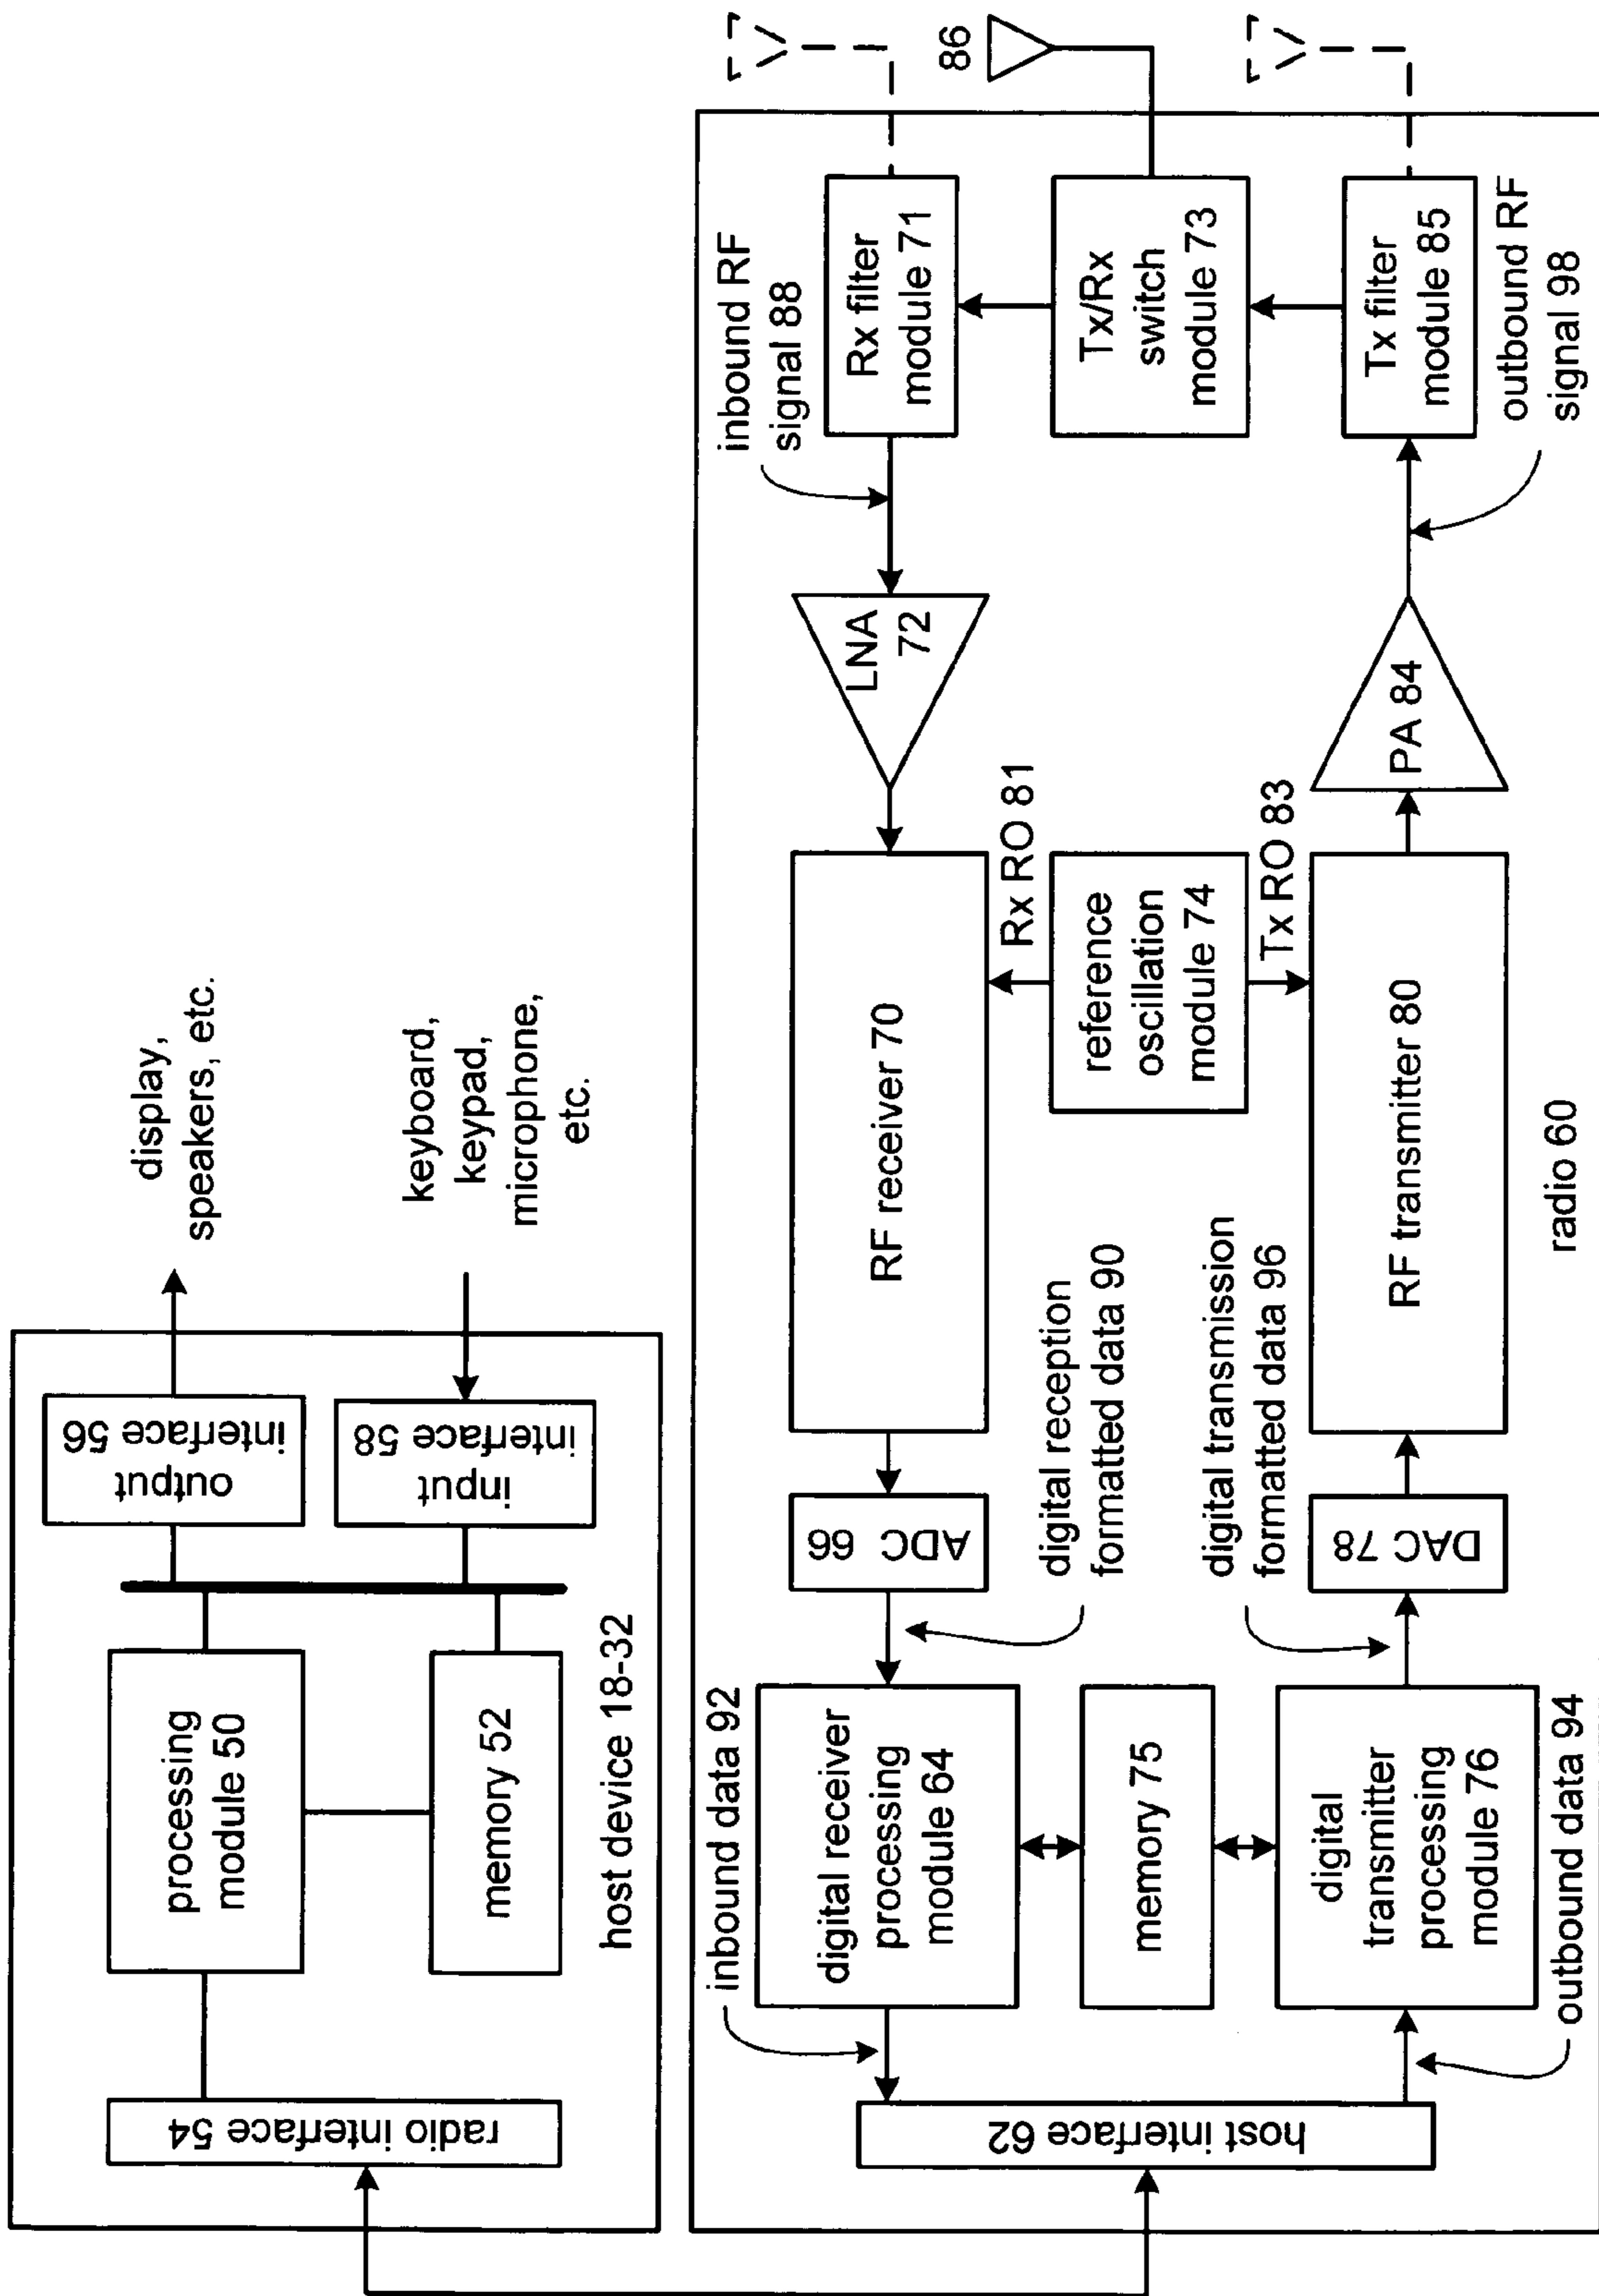 display,
speakers, etc.
keyboard,
keypad,
microphone,
etc.
output
interface 56
input
interface 58
processing
module 50
memory 52
radio interface 54
host device 18-32
inbound data 92
digital receiver
processing
module 64
ADC 66
digital reception
formatted data 90
RF receiver 70
LNA
72
inbound RF
signal 88
Rx filter
module 71
86
Rx RO 81
reference
oscillation
module 74
Tx RO 83
Tx/Rx
switch
module 73
host interface 62
memory 75
digital transmission
formatted data 96
digital
transmitter
processing
module 76
outbound data 94
DAC 78
RF transmitter 80
PA 84
Tx filter
module 85
outbound RF
signal 98
radio 60